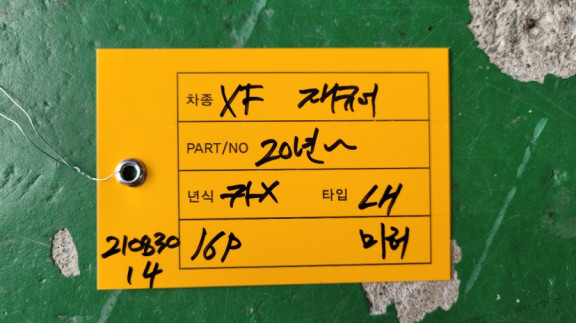 차종 XF 재규어
PART/NO 20년~
년식 카X 타입 LH
16P 미러
210830
14